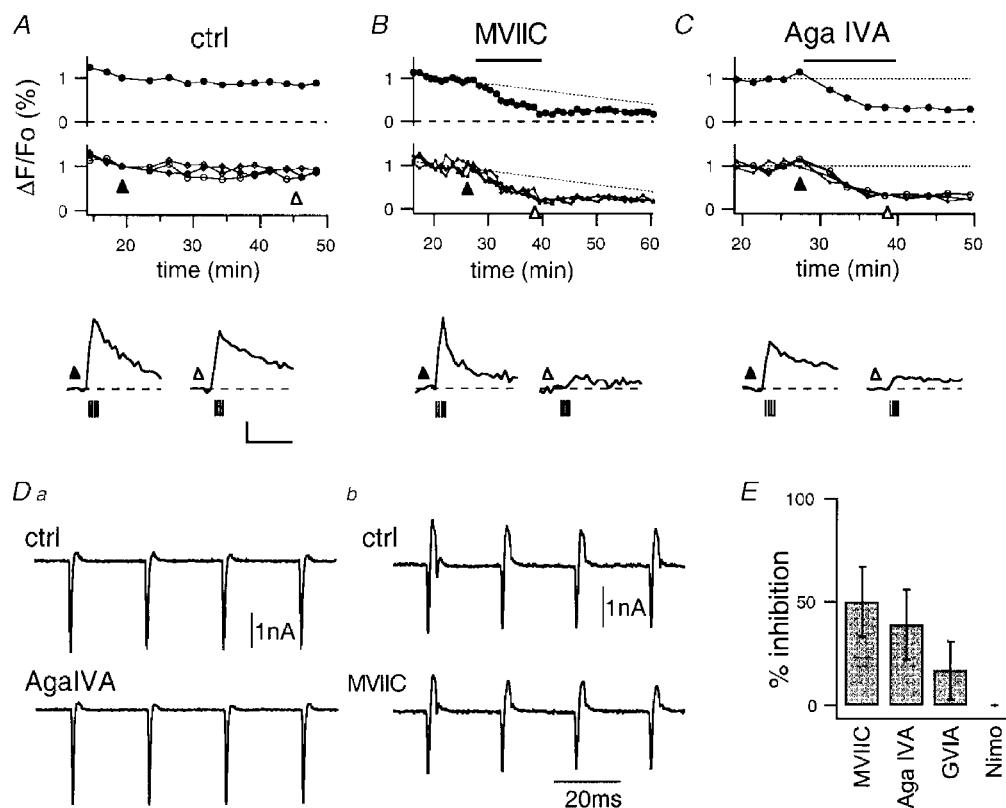 A
ctrl
B
MVIIC
C
Aga IVA
ΔF/Fo (%)
1
0
1
0
1
0
1
0
1
0
1
0
20 30 40 50
time (min)
20 30 40 50 60
time (min)
20 30 40 50
time (min)
D a
ctrl
1nA
AgaIVA
b
ctrl
1nA
MVIIC
20ms
E
% inhibition
100
50
0
MVIIC
Aga IVA
GVIA
Nimo